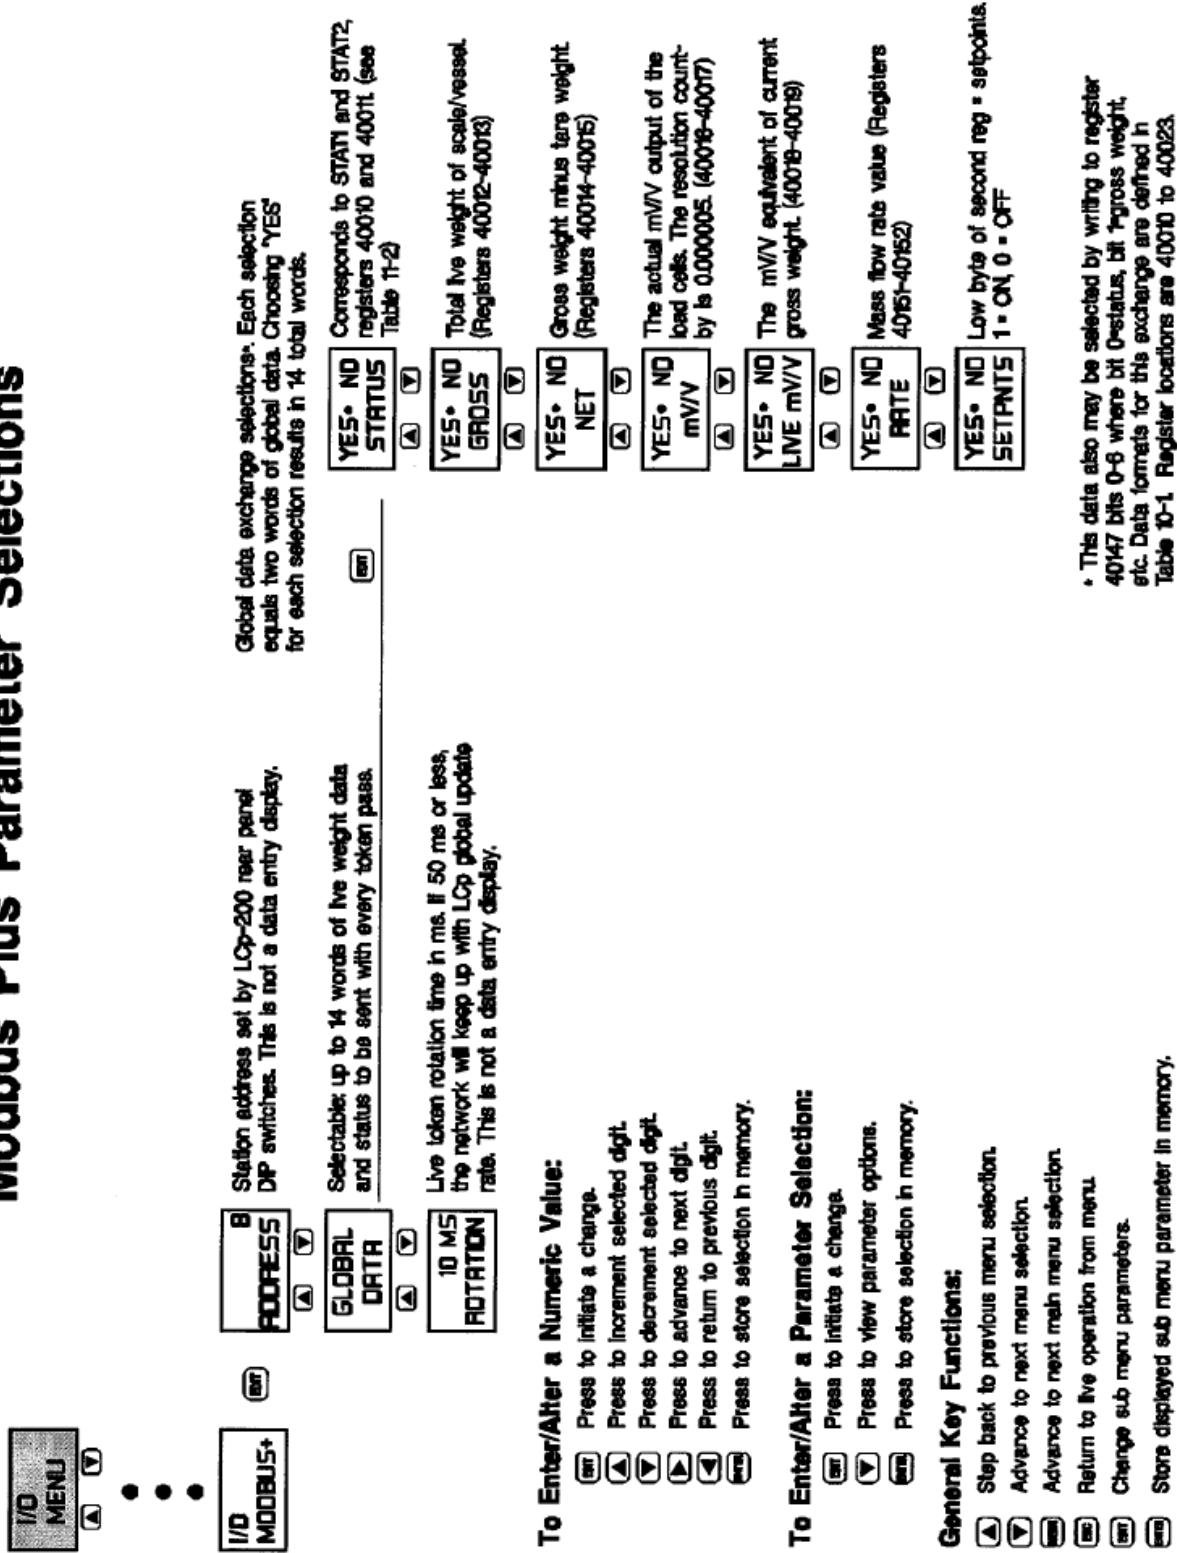 Modbus Plus Parameter Selections
I/O
MENU
I/O
MODBUS+
EDIT
8
ADDRESS
Station address set by LCp-200 rear panel
DIP switches. This is not a data entry display.
GLOBAL
DATA
Selectable: up to 14 words of live weight data
and status to be sent with every token pass.
10 MS
ROTATION
Live token rotation time in ms. If 50 ms or less,
the network will keep up with LCp global update
rate. This is not a data entry display.
EDIT
Global data exchange selections*. Each selection
equals two words of global data. Choosing "YES"
for each selection results in 14 total words.
YES• NO
STATUS
Corresponds to STAT1 and STAT2,
registers 40010 and 40011. (see
Table 11-2)
YES• NO
GROSS
Total live weight of scale/vessel.
(Registers 40012-40013)
YES• NO
NET
Gross weight minus tare weight.
(Registers 40014-40015)
YES• NO
mV/V
The actual mV/V output of the
load cells. The resolution count-
by is 0.000005. (40016-40017)
YES• NO
LIVE mV/V
The mV/V equivalent of current
gross weight. (40018-40019)
YES• NO
RATE
Mass flow rate value (Registers
40151-40152)
YES• NO
SETPNTS
Low byte of second reg = setpoints.
1 = ON, 0 = OFF
To Enter/Alter a Numeric Value:
EDIT Press to initiate a change.
Press to increment selected digit.
Press to decrement selected digit.
Press to advance to next digit.
Press to return to previous digit.
ENTER Press to store selection in memory.
To Enter/Alter a Parameter Selection:
EDIT Press to initiate a change.
Press to view parameter options.
ENTER Press to store selection in memory.
General Key Functions:
Step back to previous menu selection.
Advance to next menu selection.
MENU Advance to next main menu selection.
ESC Return to live operation from menu.
EDIT Change sub menu parameters.
ENTER Store displayed sub menu parameter in memory.
* This data also may be selected by writing to register
40147 bits 0-6 where bit 0=status, bit 1=gross weight,
etc. Data formats for this exchange are defined in
Table 10-1. Register locations are 40010 to 40023.